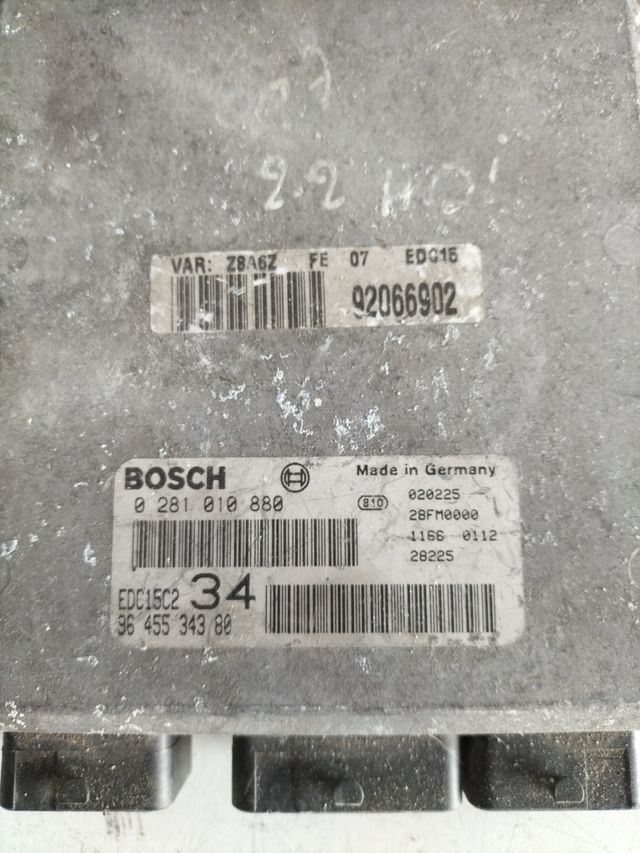 2.2 HDi
VAR: Z8A6Z FE 07 EDC15
92066902
BOSCH
Made in Germany
0 281 010 880
810
020225
28FM0000
1166 0112
28225
EDC15C2 34
96 455 343 80